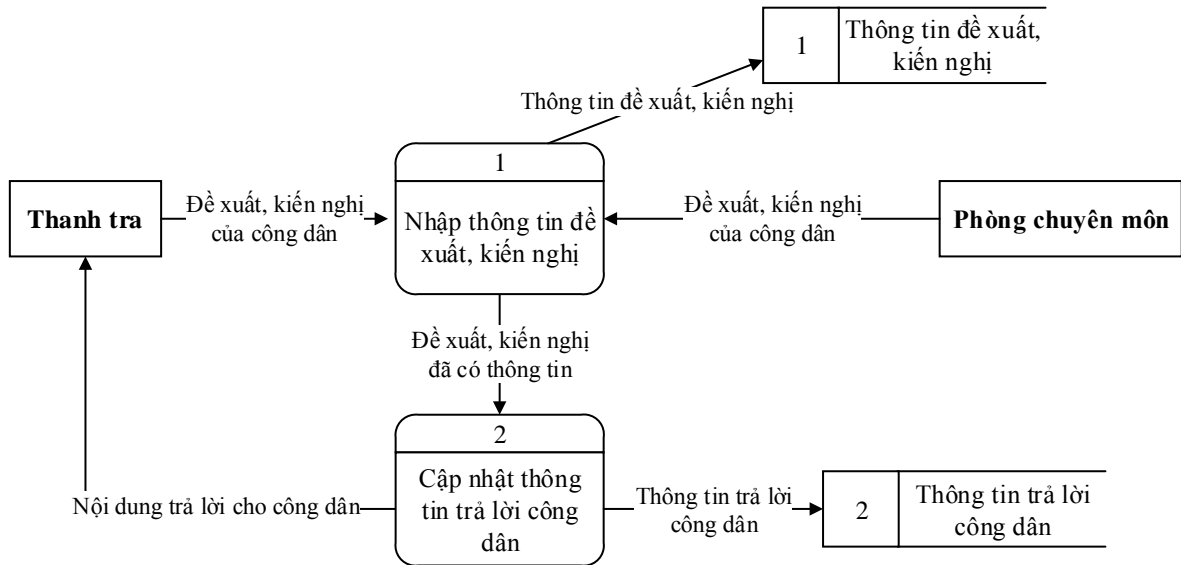 1
Thông tin đề xuất,
kiến nghị
Thông tin đề xuất, kiến nghị
1
Nhập thông tin đề
xuất, kiến nghị
Thanh tra
Đề xuất, kiến nghị
của công dân
Đề xuất, kiến nghị
của công dân
Phòng chuyên môn
Đề xuất, kiến nghị
đã có thông tin
2
Cập nhật thông
tin trả lời công
dân
Nội dung trả lời cho công dân
Thông tin trả lời
công dân
2
Thông tin trả lời
công dân